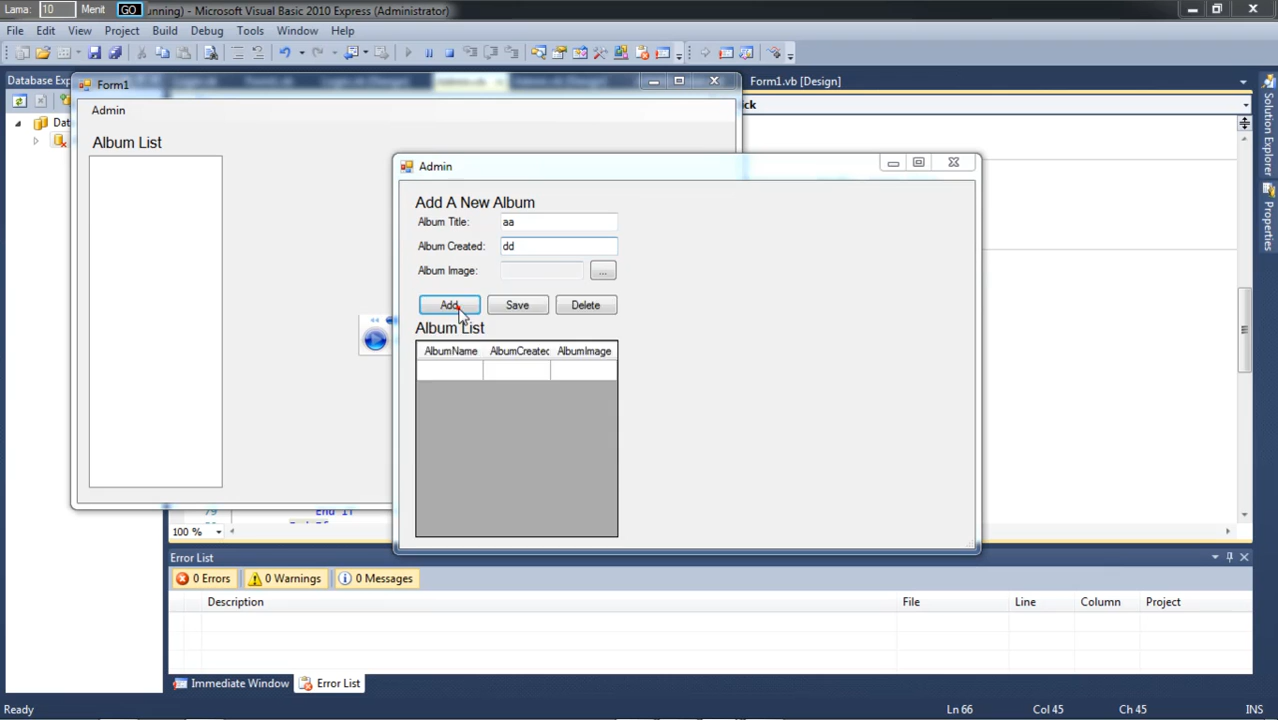 Lama: 10 Menit GO unning) - Microsoft Visual Basic 2010 Express (Administrator)
File Edit View Project Build Debug Tools Window Help
Database Exp
Form1.vb [Design]
Form1
Admin
ick
Data
Album List
Admin
Add A New Album
Album Title: aa
Album Created: dd
Album Image: ...
Add Save Delete
Album List
AlbumName AlbumCreated AlbumImage
Solution Explorer
Properties
79 End If
100 %
Error List
0 Errors 0 Warnings 0 Messages
Description File Line Column Project
Immediate Window Error List
Ready Ln 66 Col 45 Ch 45 INS